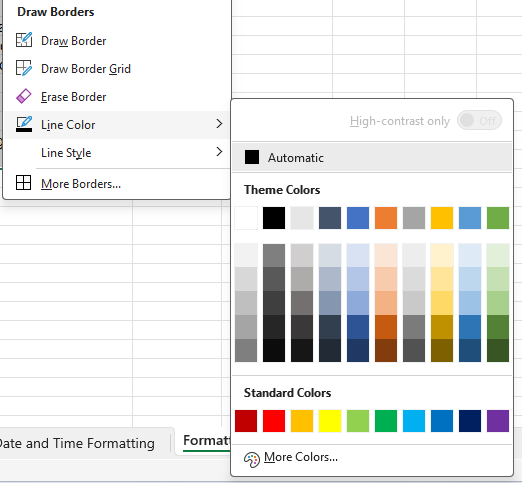 Draw Borders
Draw Border
Draw Border Grid
Erase Border
Line Color
Line Style
More Borders...
High-contrast only
Off
Automatic
Theme Colors
Standard Colors
More Colors...
Date and Time Formatting